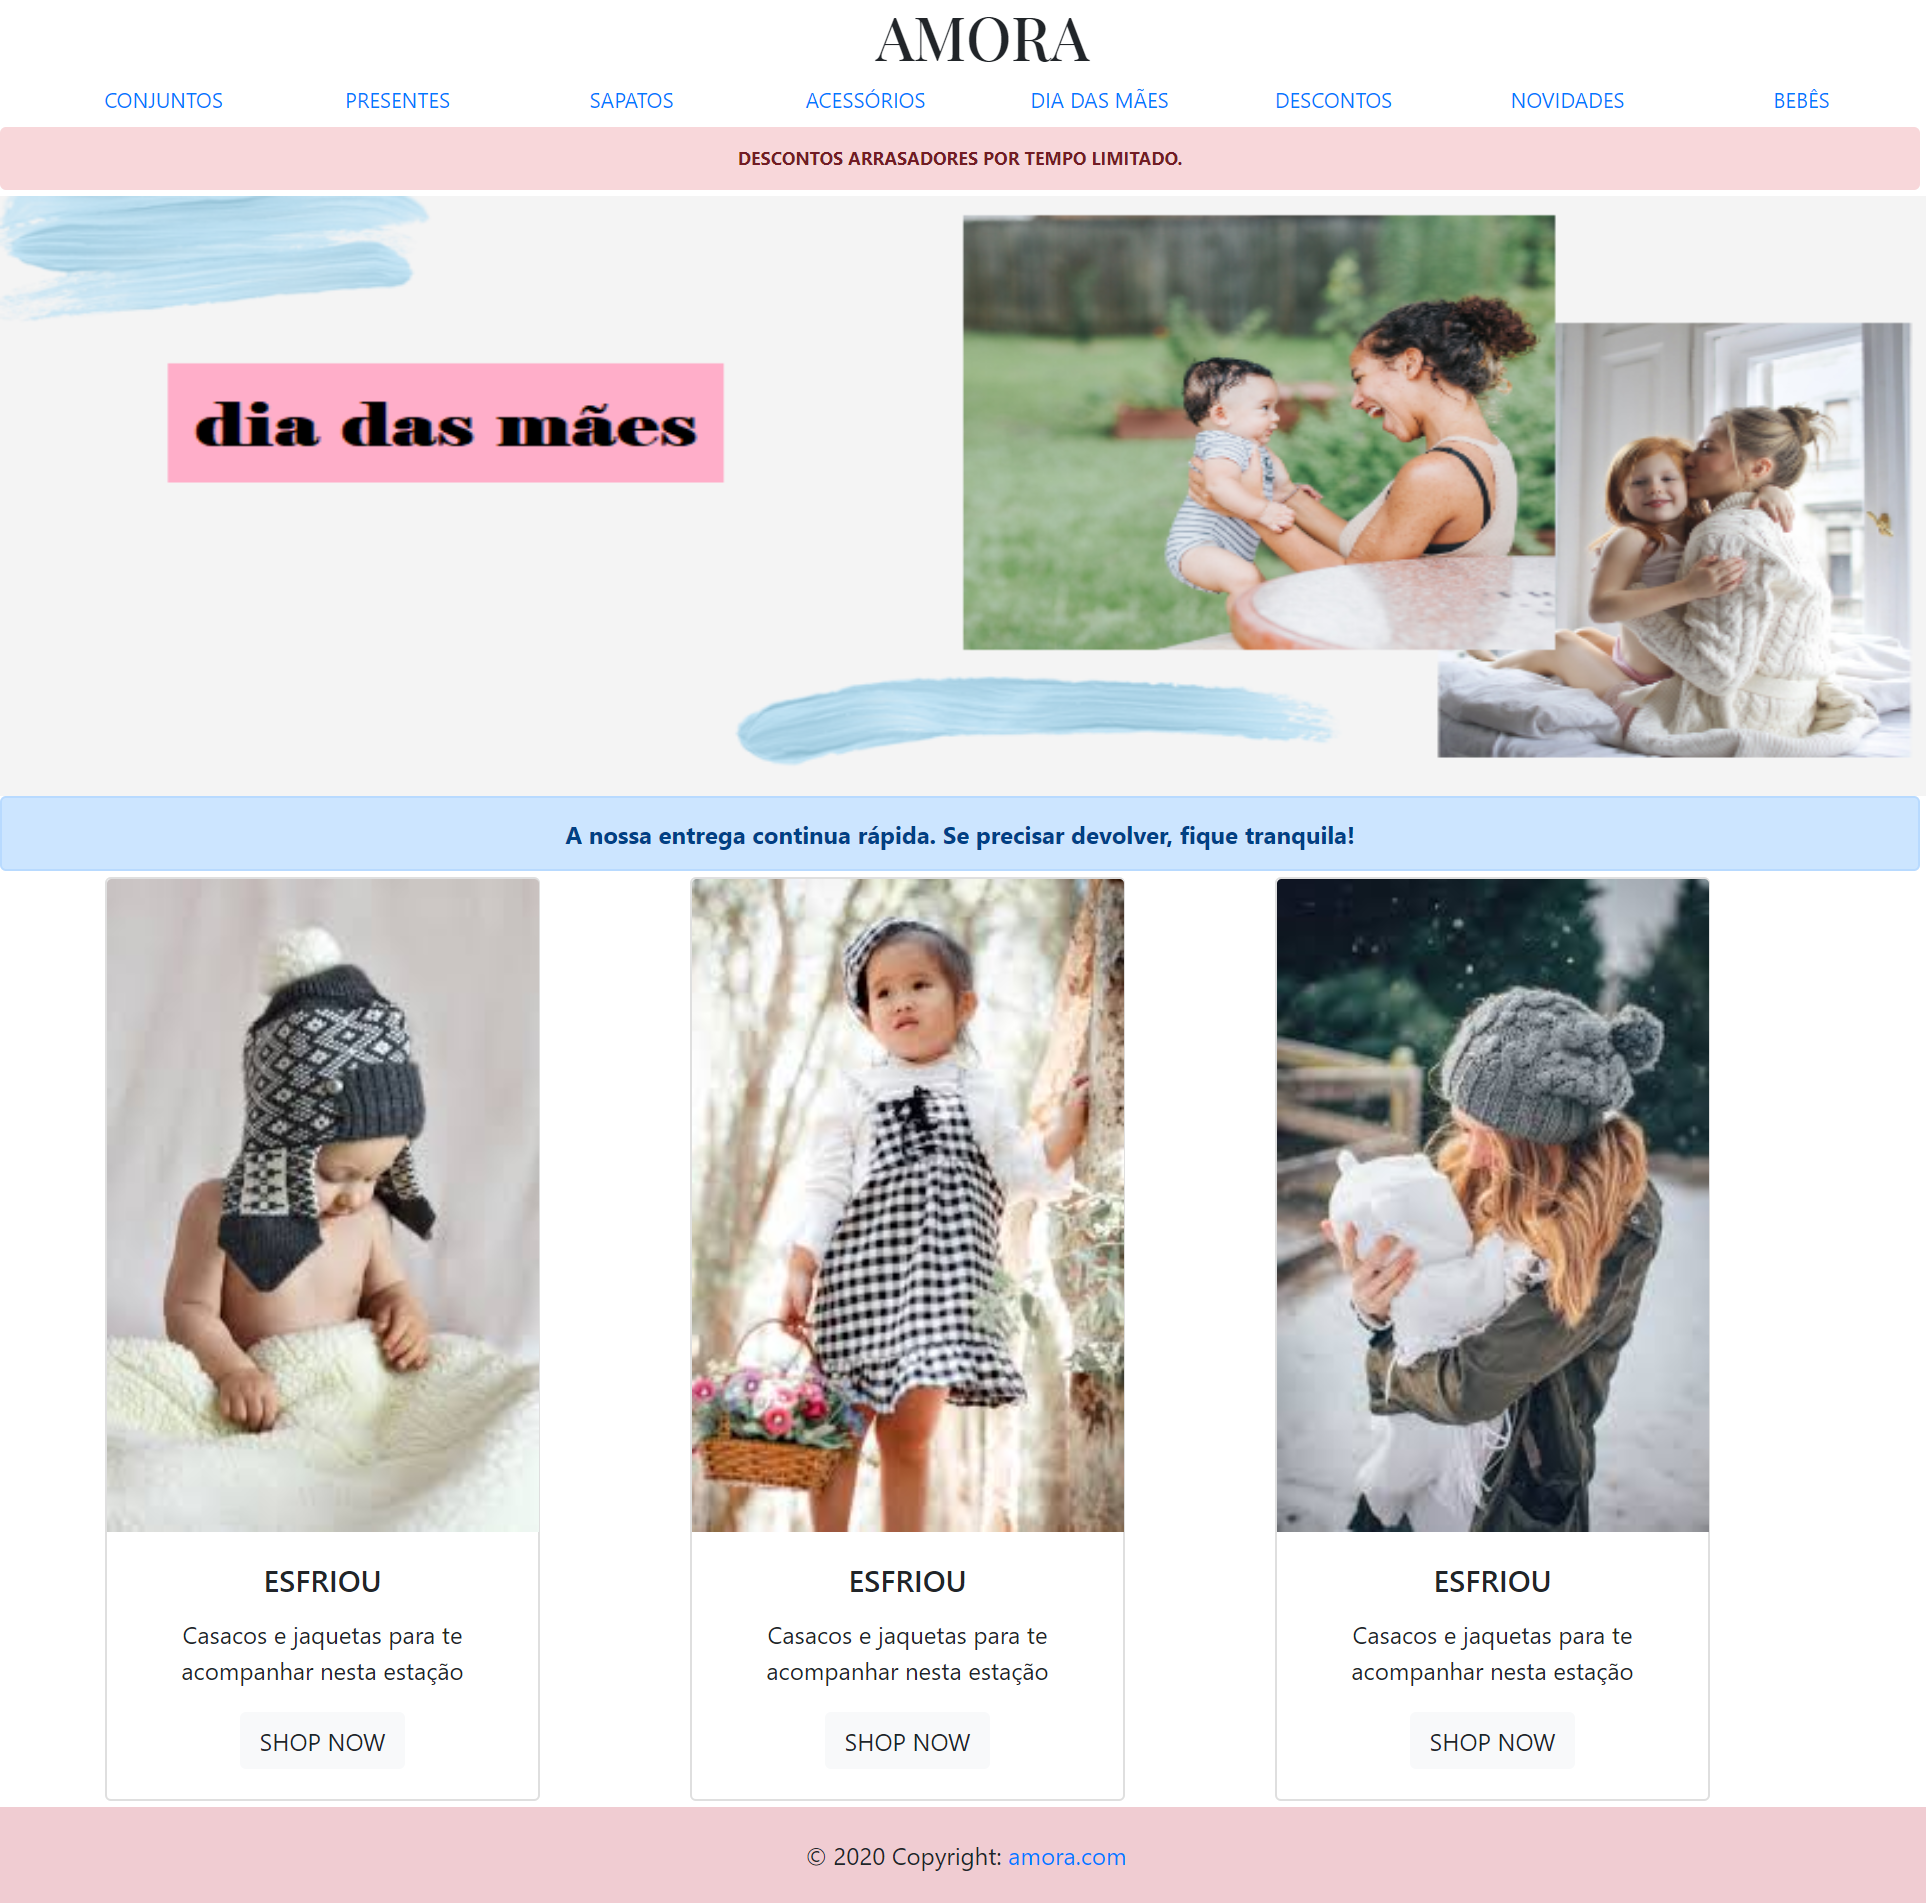 AMORA
CONJUNTOS PRESENTES SAPATOS ACESSÓRIOS DIA DAS MÃES DESCONTOS NOVIDADES BEBÊS
DESCONTOS ARRASADORES POR TEMPO LIMITADO.
dia das mães
A nossa entrega continua rápida. Se precisar devolver, fique tranquila!
ESFRIOU
Casacos e jaquetas para te
acompanhar nesta estação
SHOP NOW
ESFRIOU
Casacos e jaquetas para te
acompanhar nesta estação
SHOP NOW
ESFRIOU
Casacos e jaquetas para te
acompanhar nesta estação
SHOP NOW
© 2020 Copyright: amora.com